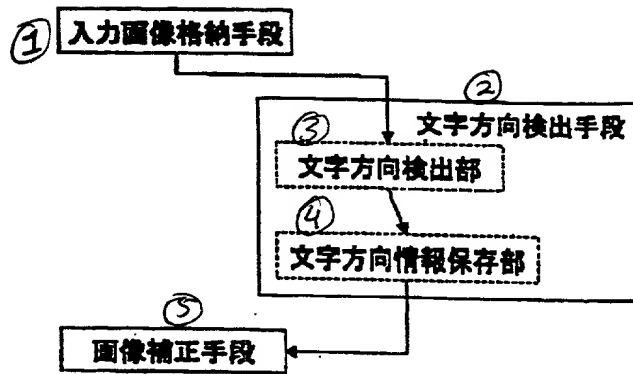 ① 入力画像格納手段
②
文字方向検出手段
③
文字方向検出部
④
文字方向情報保存部
⑤
画像補正手段